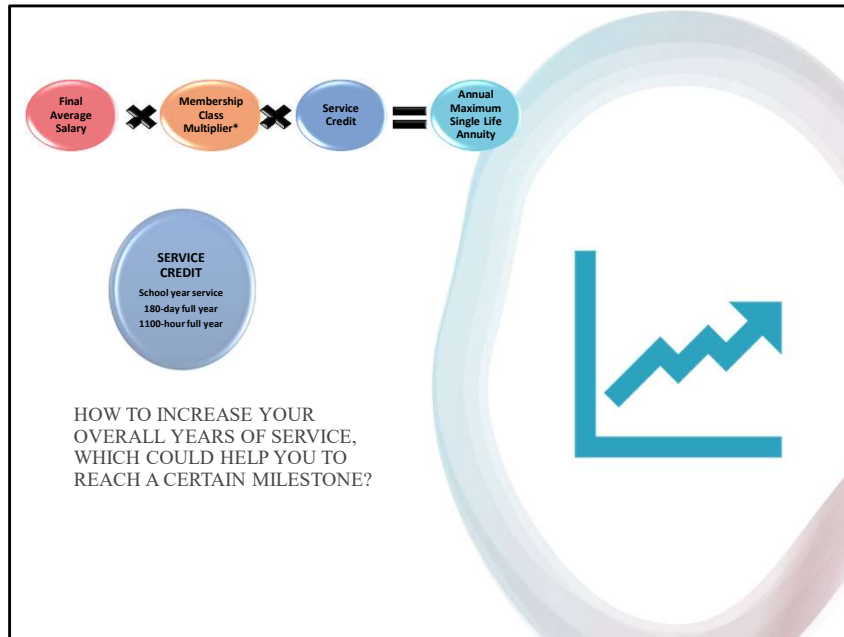 Final
Average
Salary
Membership
Class
Multiplier*
Service
Credit
Annual
Maximum
Single Life
Annuity
SERVICE
CREDIT
School year service
180-day full year
1100-hour full year
HOW TO INCREASE YOUR
OVERALL YEARS OF SERVICE,
WHICH COULD HELP YOU TO
REACH A CERTAIN MILESTONE?